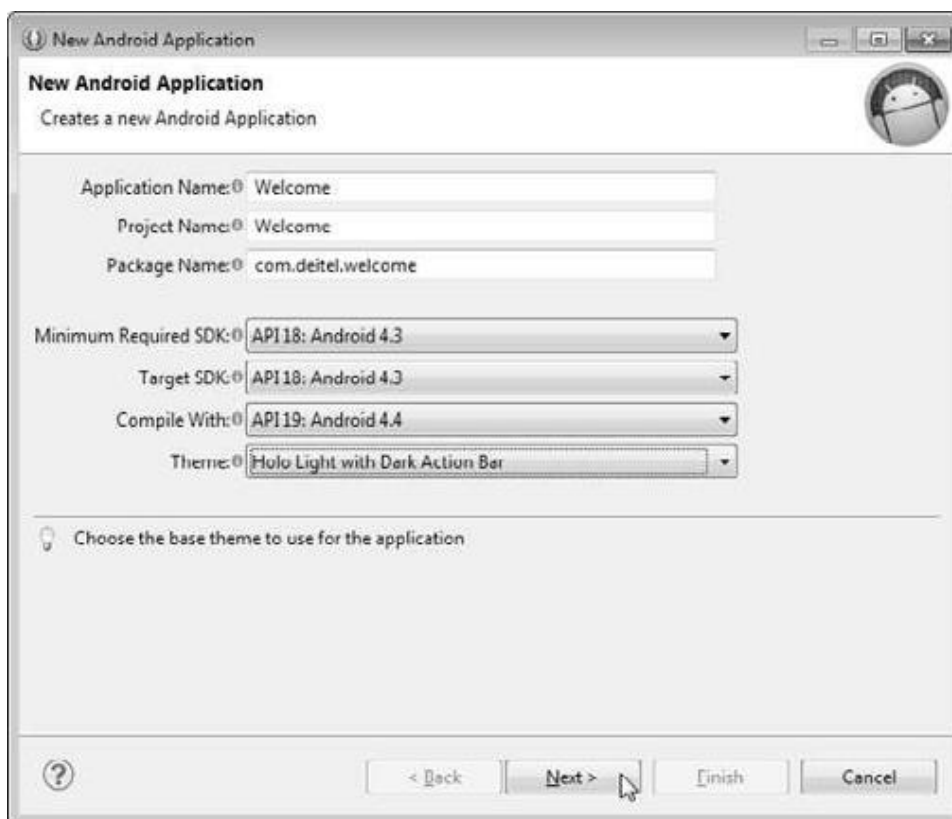 New Android Application
New Android Application
Creates a new Android Application
Application Name: Welcome
Project Name: Welcome
Package Name: com.deitel.welcome
Minimum Required SDK: API 18: Android 4.3
Target SDK: API 18: Android 4.3
Compile With: API 19: Android 4.4
Theme: Holo Light with Dark Action Bar
Choose the base theme to use for the application
? < Back Next > Finish Cancel